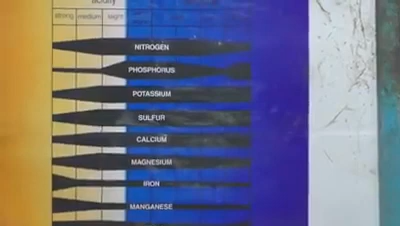 acidity
strong medium slight
NITROGEN
PHOSPHORUS
POTASSIUM
SULFUR
CALCIUM
MAGNESIUM
IRON
MANGANESE